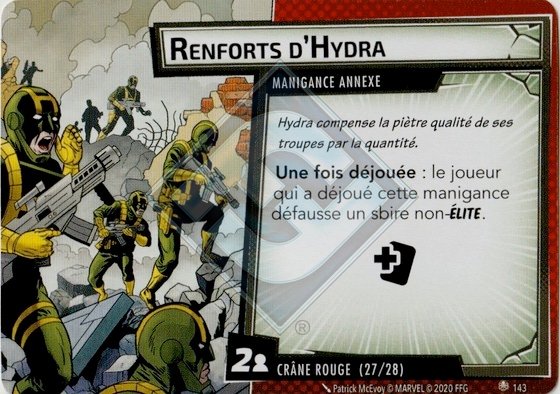 Renforts d'Hydra
MANIGANCE ANNEXE
Hydra compense la piètre qualité de ses
troupes par la quantité.
Une fois déjouée : le joueur
qui a déjoué cette manigance
défausse un sbire non-ÉLITE.
®
2
CRÂNE ROUGE (27/28)
Patrick McEvoy © MARVEL © 2020 FFG
143